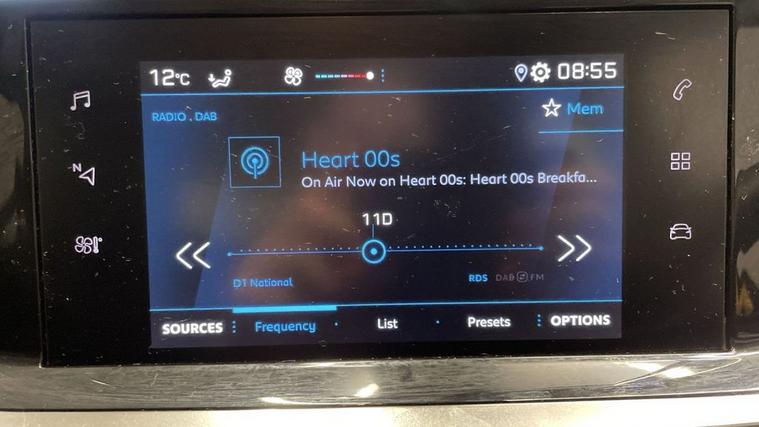 12°C 08:55
RADIO . DAB
Mem
Heart 00s
On Air Now on Heart 00s: Heart 00s Breakfa...
N
11D
D1 National RDS DAB FM
SOURCES Frequency List Presets OPTIONS